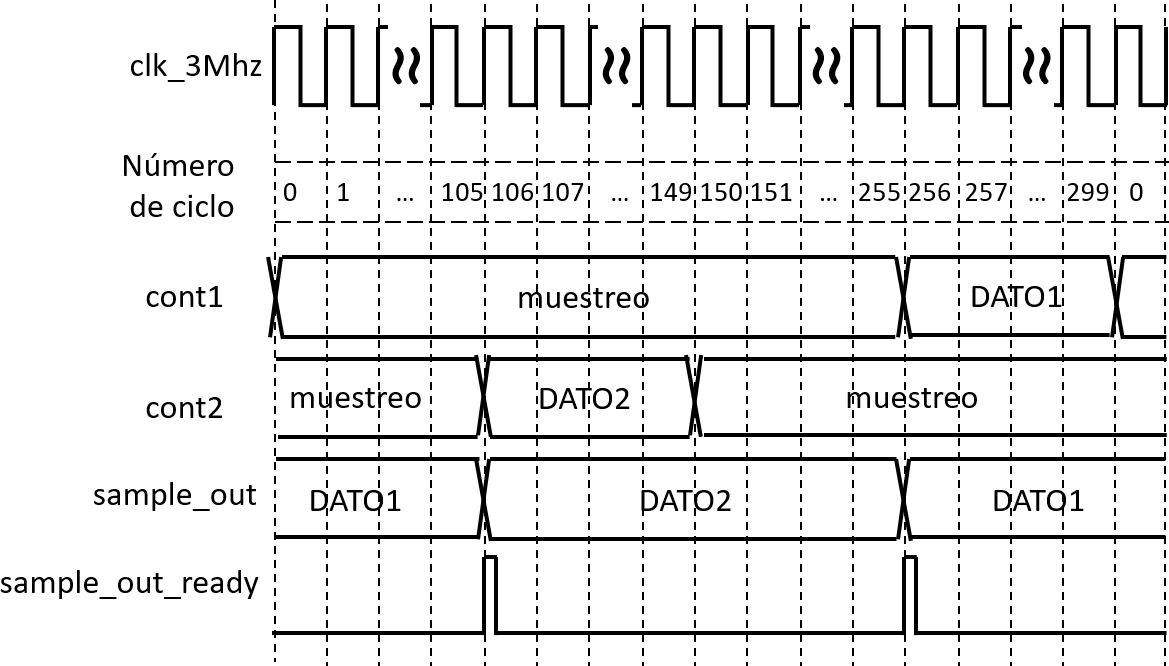 clk_3Mhz
Número
de ciclo
0 1 ... 105 106 107 ... 149 150 151 ... 255 256 257 ... 299 0
cont1 muestreo DATO1
cont2 muestreo DATO2 muestreo
sample_out DATO1 DATO2 DATO1
sample_out_ready